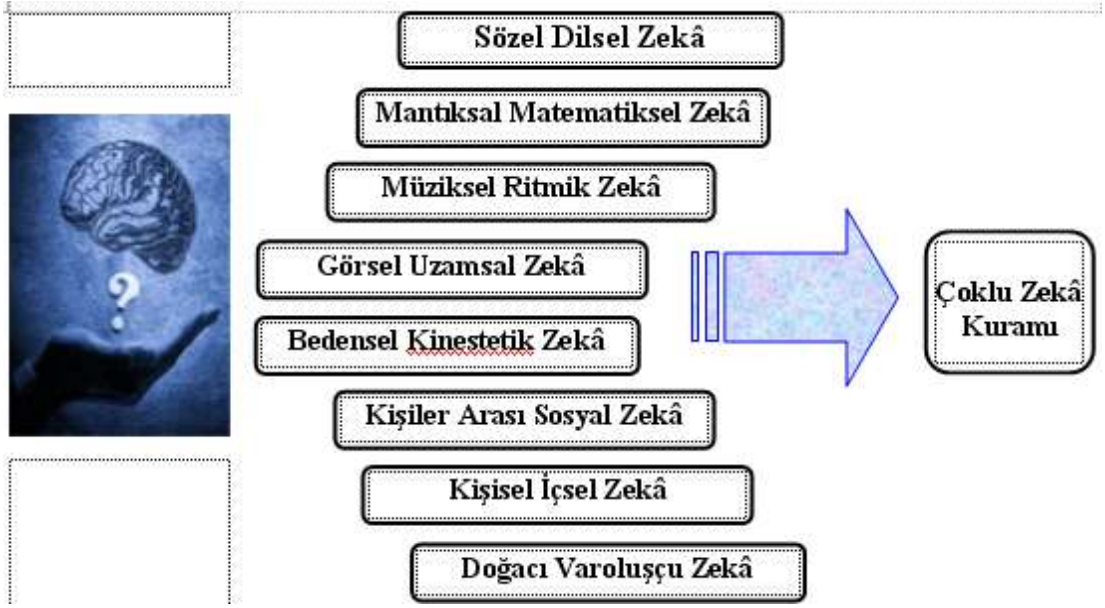 Sözel Dilsel Zekâ
Mantıksal Matematiksel Zekâ
Müziksel Ritmik Zekâ
Görsel Uzamsal Zekâ
Bedensel Kinestetik Zekâ
Kişiler Arası Sosyal Zekâ
Kişisel İçsel Zekâ
Doğacı Varoluşçu Zekâ
Çoklu Zekâ
Kuramı
?